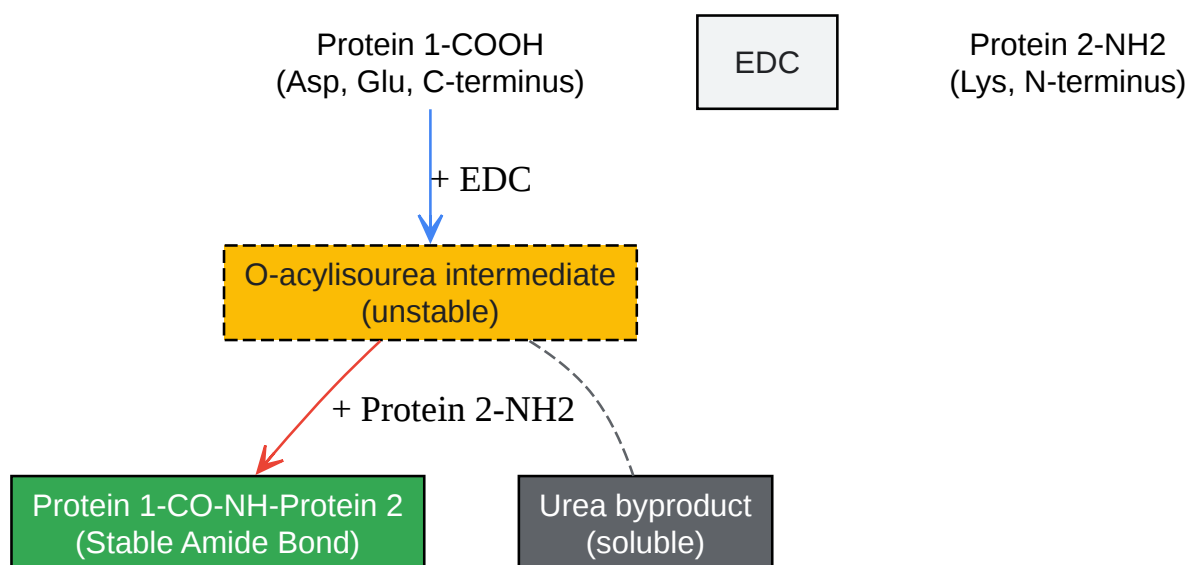 Protein 1-COOH
(Asp, Glu, C-terminus)
EDC
Protein 2-NH2
(Lys, N-terminus)
+ EDC
O-acylisourea intermediate
(unstable)
+ Protein 2-NH2
Protein 1-CO-NH-Protein 2
(Stable Amide Bond)
Urea byproduct
(soluble)